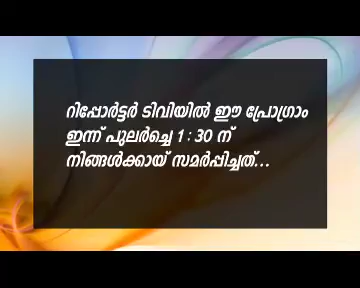 റിപ്പോർട്ടർ ടിവിയിൽ ഈ പ്രോഗ്രാം
ഇന്ന് പുലർച്ചെ 1 : 30 ന്
നിങ്ങൾക്കായ് സമർപ്പിച്ചത്...